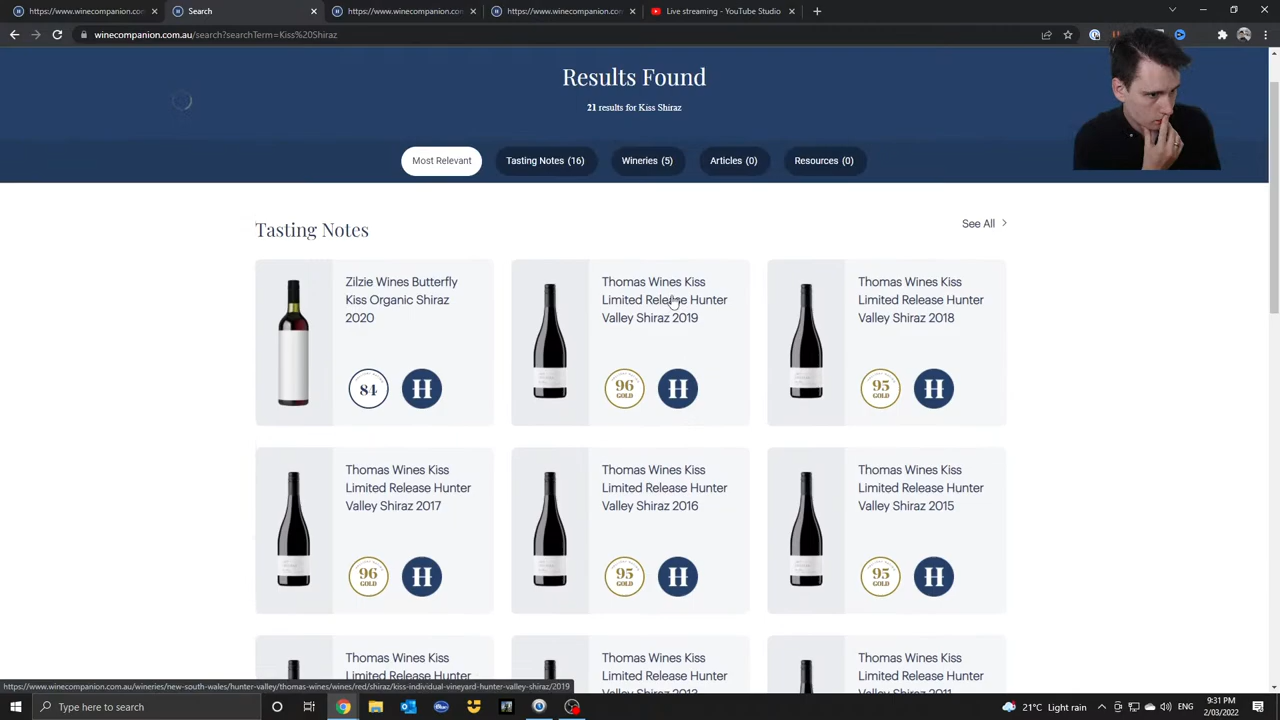 https://www.winecompanion.com.au/
Search
https://www.winecompanion.com.au/
https://www.winecompanion.com.au/
Live streaming - YouTube Studio
winecompanion.com.au/search?searchTerm=Kiss%20Shiraz
Results Found
21 results for Kiss Shiraz
Most Relevant
Tasting Notes (16)
Wineries (5)
Articles (0)
Resources (0)
Tasting Notes
See All
Zilzie Wines Butterfly
Kiss Organic Shiraz
2020
84
H
Thomas Wines Kiss
Limited Release Hunter
Valley Shiraz 2019
96
GOLD
H
Thomas Wines Kiss
Limited Release Hunter
Valley Shiraz 2018
95
GOLD
H
Thomas Wines Kiss
Limited Release Hunter
Valley Shiraz 2017
96
GOLD
H
Thomas Wines Kiss
Limited Release Hunter
Valley Shiraz 2016
95
GOLD
H
Thomas Wines Kiss
Limited Release Hunter
Valley Shiraz 2015
95
GOLD
H
Thomas Wines Kiss
Limited Release Hunter
Thomas Wines Kiss
Limited Release Hunter
Valley Shiraz
Thomas Wines Kiss
Limited Release Hunter
Valley Shiraz 2011
https://www.winecompanion.com.au/wineries/new-south-wales/hunter-valley/thomas-wines/wines/red/shiraz/kiss-individual-vineyard-hunter-valley-shiraz/2019
Type here to search
21°C Light rain
9:31 PM
2/03/2022